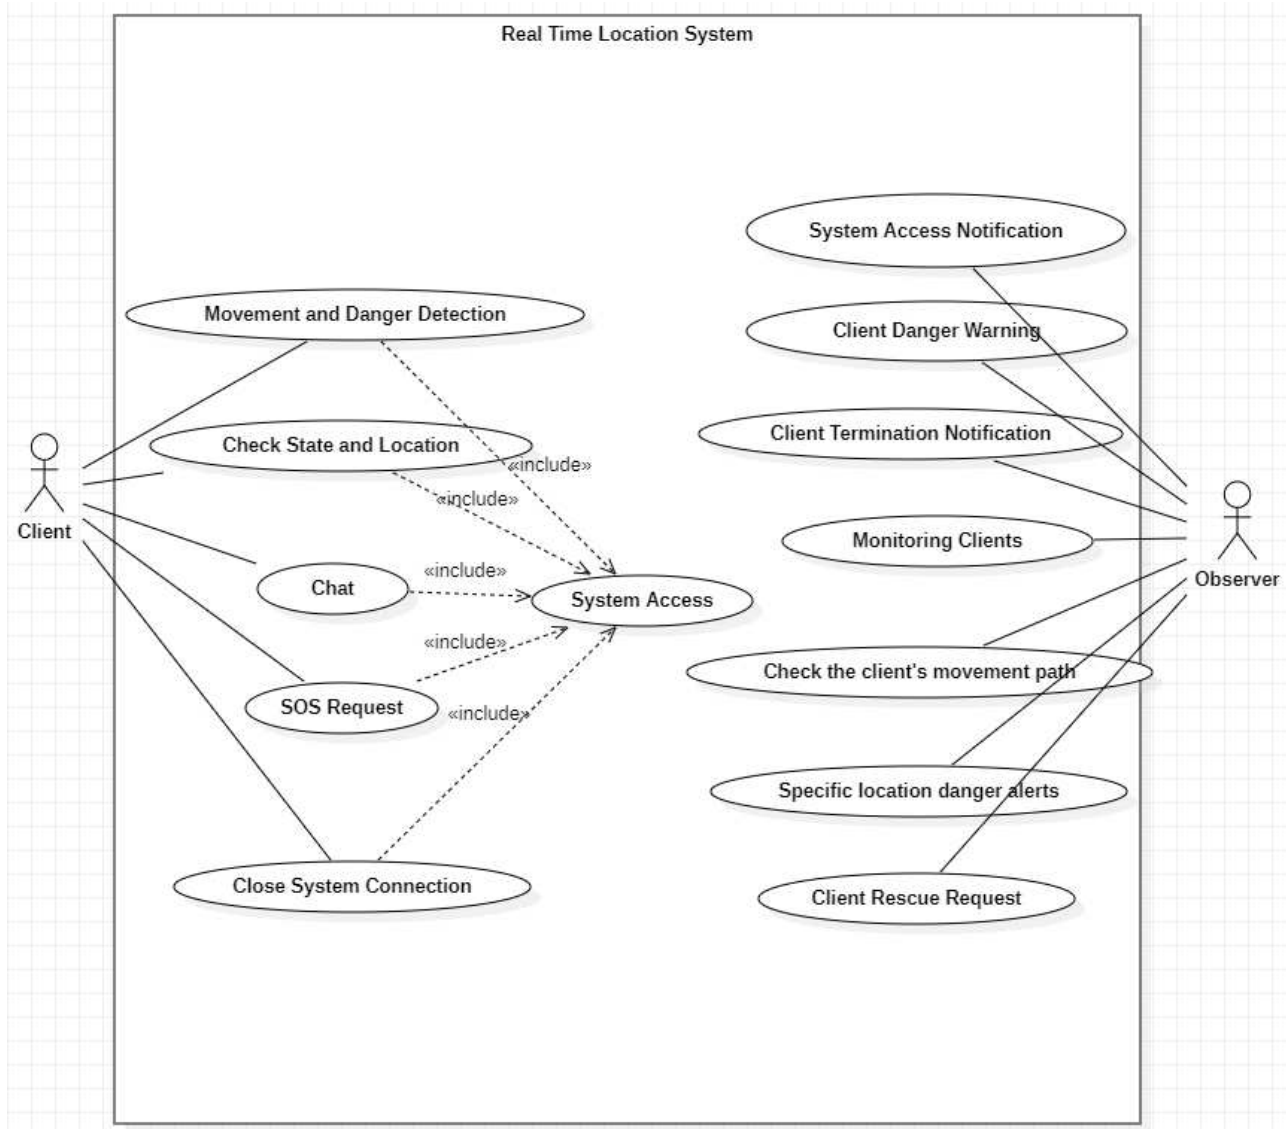 Real Time Location System
System Access Notification
Movement and Danger Detection
Client Danger Warning
Check State and Location
Client Termination Notification
«include»
«include»
Client
Monitoring Clients
Observer
«include»
Chat
System Access
«include»
Check the client's movement path
SOS Request
«include»
Specific location danger alerts
Close System Connection
Client Rescue Request